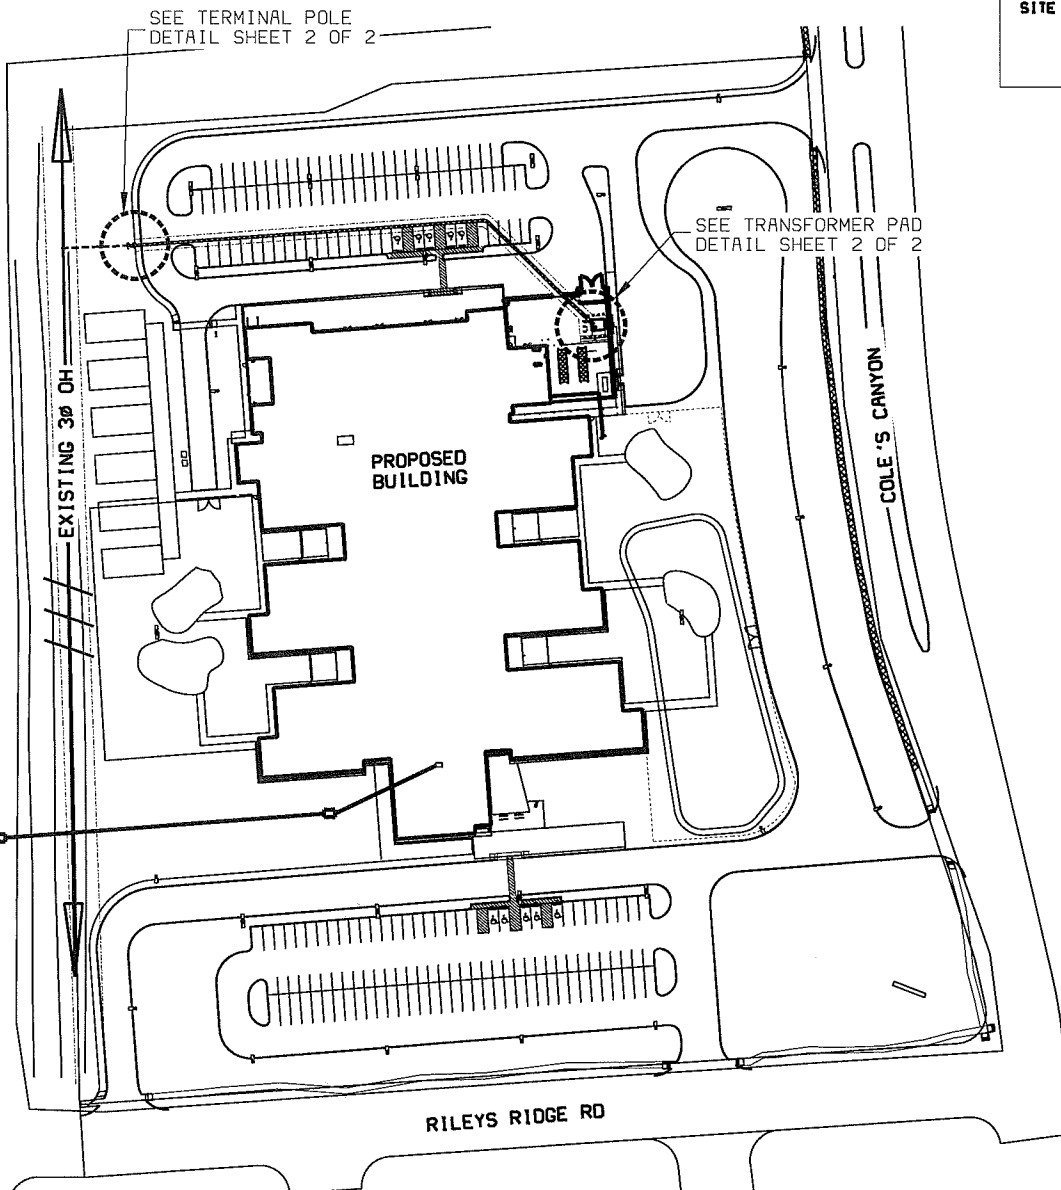 SITE
SEE TERMINAL POLE
DETAIL SHEET 2 OF 2
SEE TRANSFORMER PAD
DETAIL SHEET 2 OF 2
EXISTING 3ø OH
PROPOSED
BUILDING
COLE'S CANYON
RILEYS RIDGE RD